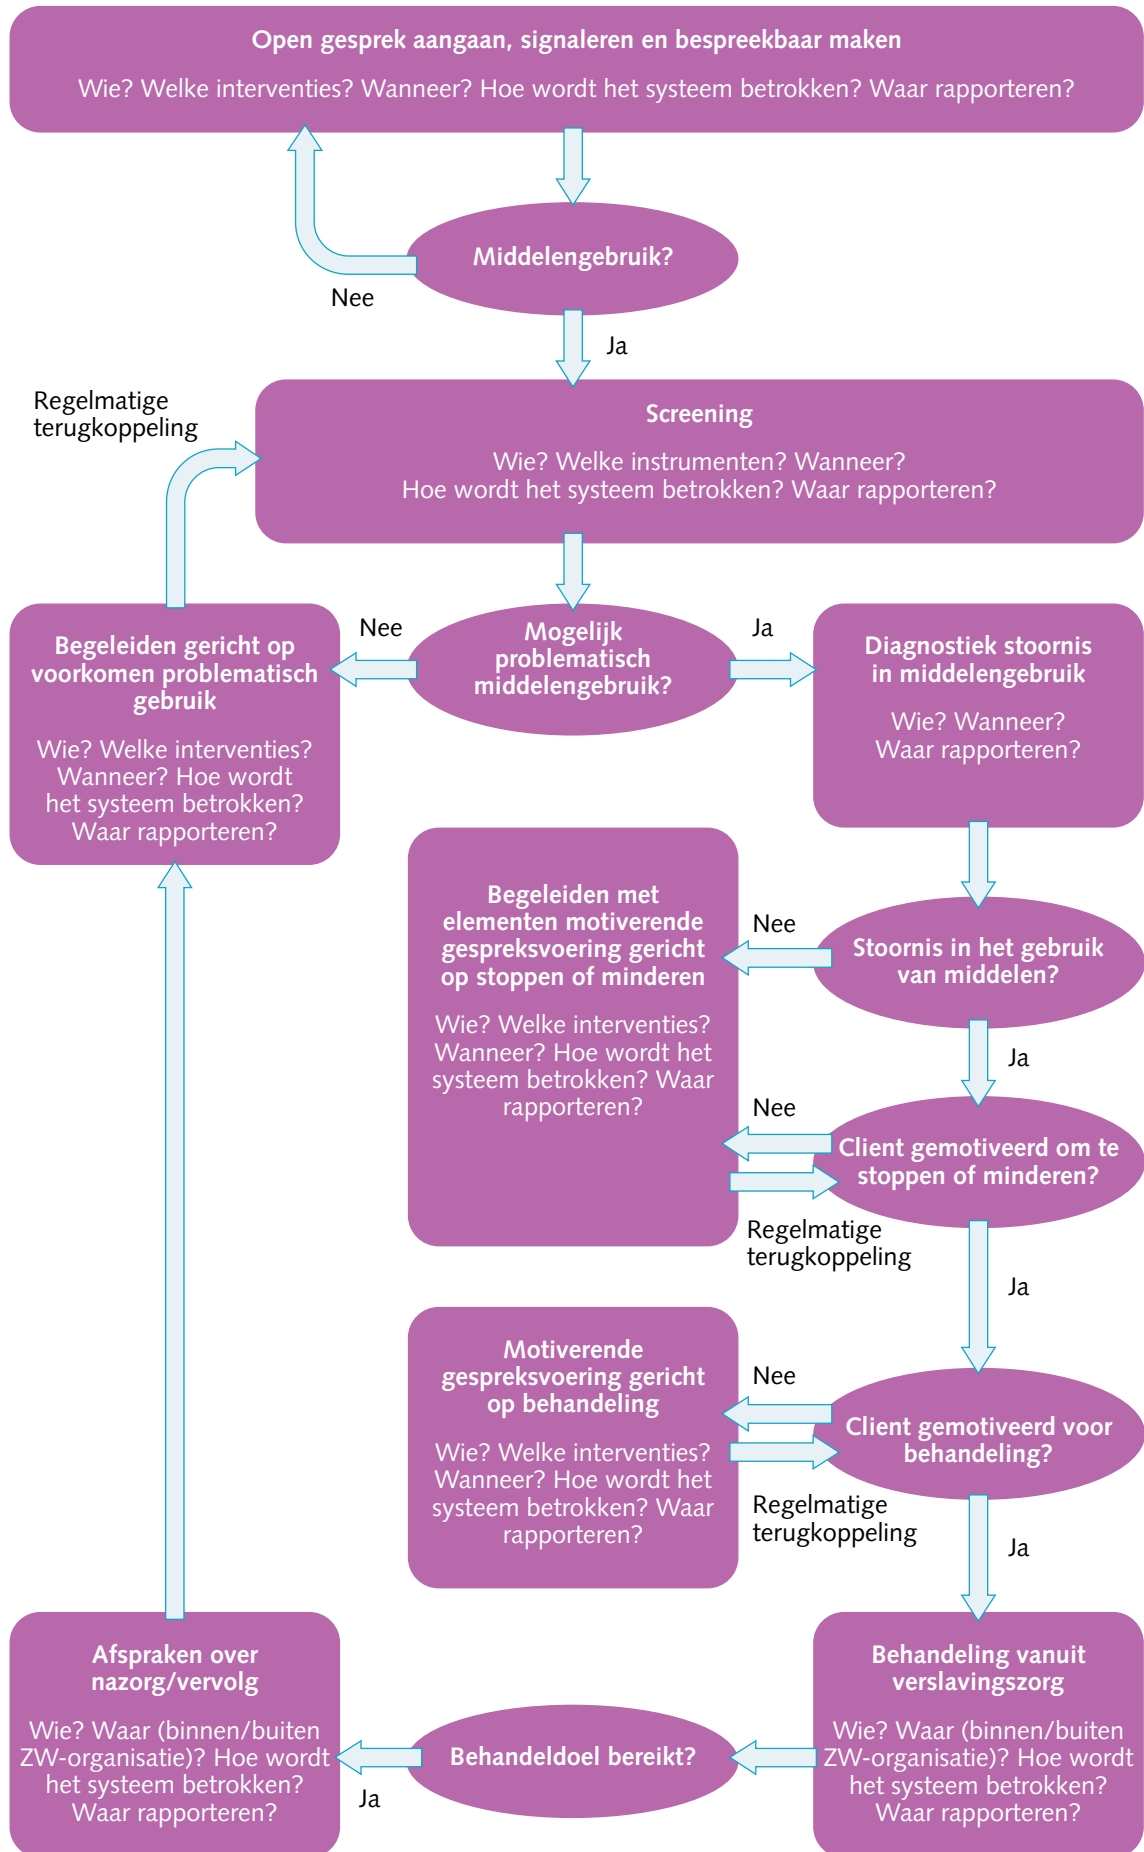 Open gesprek aangaan, signaleren en bespreekbaar maken
Wie? Welke interventies? Wanneer? Hoe wordt het systeem betrokken? Waar rapporteren?
Middelengebruik?
Nee
Ja
Regelmatige
terugkoppeling
Screening
Wie? Welke instrumenten? Wanneer?
Hoe wordt het systeem betrokken? Waar rapporteren?
Begeleiden gericht op
voorkomen problematisch
gebruik
Wie? Welke interventies?
Wanneer? Hoe wordt
het systeem betrokken?
Waar rapporteren?
Nee
Mogelijk
problematisch
middelengebruik?
Ja
Diagnostiek stoornis
in middelengebruik
Wie? Wanneer?
Waar rapporteren?
Begeleiden met
elementen motiverende
gespreksvoering gericht
op stoppen of minderen
Wie? Welke interventies?
Wanneer? Hoe wordt het
systeem betrokken? Waar
rapporteren?
Nee
Stoornis in het gebruik
van middelen?
Ja
Nee
Client gemotiveerd om te
stoppen of minderen?
Regelmatige
terugkoppeling
Ja
Motiverende
gespreksvoering gericht
op behandeling
Wie? Welke interventies?
Wanneer? Hoe wordt het
systeem betrokken? Waar
rapporteren?
Nee
Client gemotiveerd voor
behandeling?
Regelmatige
terugkoppeling
Ja
Afspraken over
nazorg/vervolg
Wie? Waar (binnen/buiten
ZW-organisatie)? Hoe wordt
het systeem betrokken?
Waar rapporteren?
Ja
Behandeldoel bereikt?
Behandeling vanuit
verslavingszorg
Wie? Waar (binnen/buiten
ZW-organisatie)? Hoe wordt
het systeem betrokken?
Waar rapporteren?